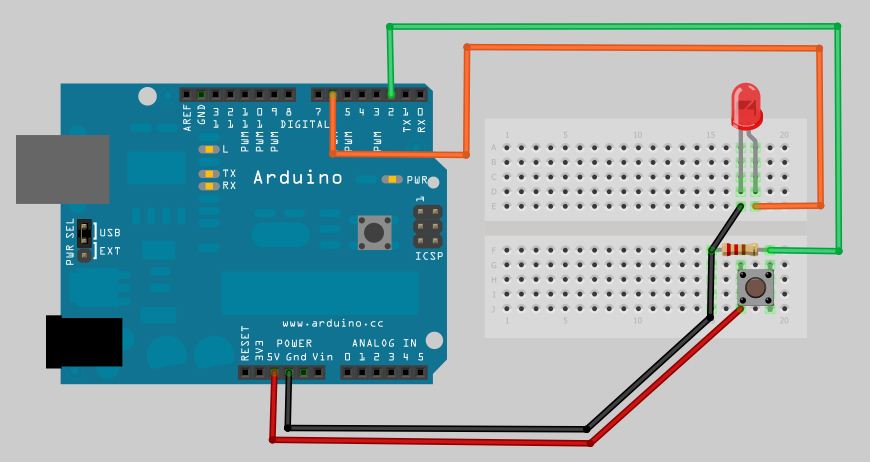 AREF
GND
13
12
11
10
9
8
7
5
4
3
2
1
0
TX
RX
DIGITAL
PWM
PWM
PWM
PWM
PWM
L
TX
RX
Arduino
PWR
1
ICSP
PWR SEL
USB
EXT
www.arduino.cc
POWER
ANALOG IN
RESET
3V3
5V Gnd Vin
0 1 2 3 4 5
1 5 10 15 20
A
B
C
D
E
F
G
H
I
J
1 5 10 20